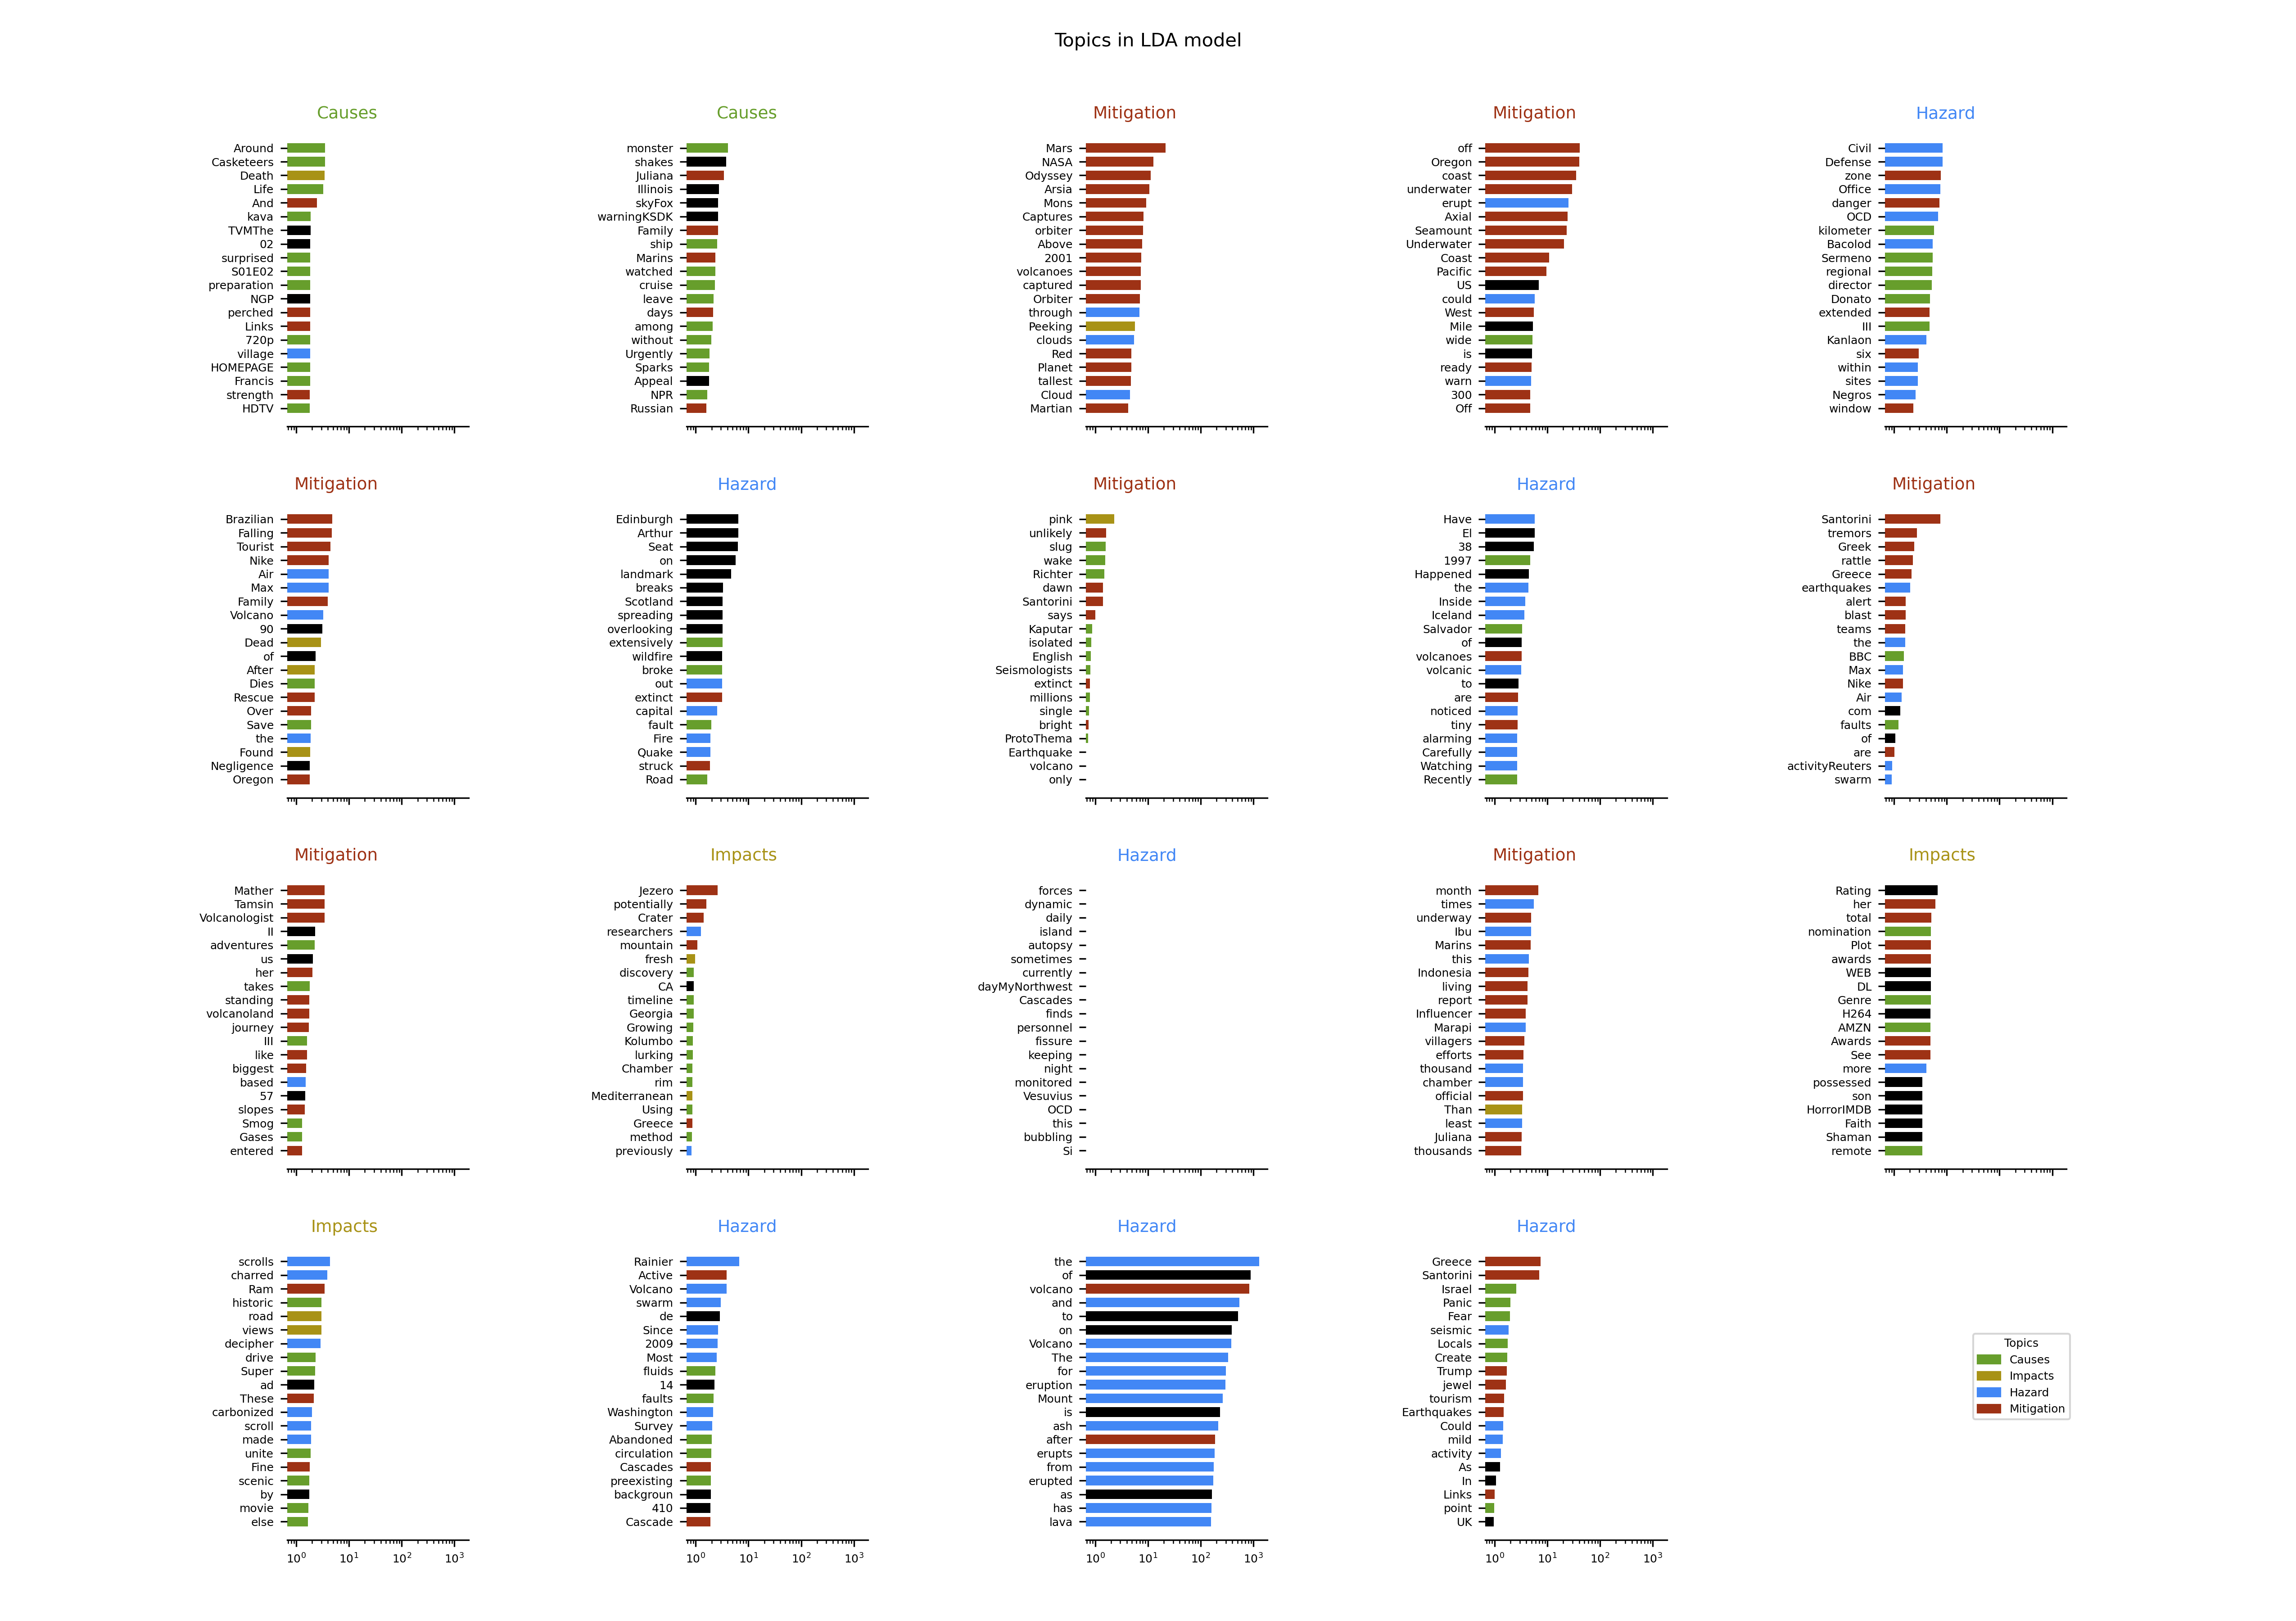 Topics in LDA model
Causes
Around
Casketeers
Death
Life
And
kava
TVMThe
02
surprised
S01E02
preparation
NGP
perched
Links
720p
village
HOMEPAGE
Francis
strength
HDTV
Causes
monster
shakes
Juliana
Illinois
skyFox
warningKSDK
Family
ship
Marins
watched
cruise
leave
days
among
without
Urgently
Sparks
Appeal
NPR
Russian
Mitigation
Mars
NASA
Odyssey
Arsia
Mons
Captures
orbiter
Above
2001
volcanoes
captured
Orbiter
through
Peeking
clouds
Red
Planet
tallest
Cloud
Martian
Mitigation
off
Oregon
coast
underwater
erupt
Axial
Seamount
Underwater
Coast
Pacific
US
could
West
Mile
wide
is
ready
warn
300
Off
Hazard
Civil
Defense
zone
Office
danger
OCD
kilometer
Bacolod
Sermeno
regional
director
Donato
extended
III
Kanlaon
six
within
sites
Negros
window
Mitigation
Brazilian
Falling
Tourist
Nike
Air
Max
Family
Volcano
90
Dead
of
After
Dies
Rescue
Over
Save
the
Found
Negligence
Oregon
Hazard
Edinburgh
Arthur
Seat
on
landmark
breaks
Scotland
spreading
overlooking
extensively
wildfire
broke
out
extinct
capital
fault
Fire
Quake
struck
Road
Mitigation
pink
unlikely
slug
wake
Richter
dawn
Santorini
says
Kaputar
isolated
English
Seismologists
extinct
millions
single
bright
ProtoThema
Earthquake
volcano
only
Hazard
Have
El
38
1997
Happened
the
Inside
Iceland
Salvador
of
volcanoes
volcanic
to
are
noticed
tiny
alarming
Carefully
Watching
Recently
Mitigation
Santorini
tremors
Greek
rattle
Greece
earthquakes
alert
blast
teams
the
BBC
Max
Nike
Air
com
faults
of
are
activityReuters
swarm
Mitigation
Mather
Tamsin
Volcanologist
II
adventures
us
her
takes
standing
volcanoland
journey
III
like
biggest
based
57
slopes
Smog
Gases
entered
Impacts
Jezero
potentially
Crater
researchers
mountain
fresh
discovery
CA
timeline
Georgia
Growing
Kolumbo
lurking
Chamber
rim
Mediterranean
Using
Greece
method
previously
Hazard
forces
dynamic
daily
island
autopsy
sometimes
currently
dayMyNorthwest
Cascades
finds
personnel
fissure
keeping
night
monitored
Vesuvius
OCD
this
bubbling
Si
Mitigation
month
times
underway
Ibu
Marins
this
Indonesia
living
report
Influencer
Marapi
villagers
efforts
thousand
chamber
official
Than
least
Juliana
thousands
Impacts
Rating
her
total
nomination
Plot
awards
WEB
DL
Genre
H264
AMZN
Awards
See
more
possessed
son
HorrorIMDB
Faith
Shaman
remote
Impacts
scrolls
charred
Ram
historic
road
views
decipher
drive
Super
ad
These
carbonized
scroll
made
unite
Fine
scenic
by
movie
else
10⁰ 10¹ 10² 10³
Hazard
Rainier
Active
Volcano
swarm
de
Since
2009
Most
fluids
14
faults
Washington
Survey
Abandoned
circulation
Cascades
preexisting
backgroun
410
Cascade
10⁰ 10¹ 10² 10³
Hazard
the
of
volcano
and
to
on
Volcano
The
for
eruption
Mount
is
ash
after
erupts
from
erupted
as
has
lava
10⁰ 10¹ 10² 10³
Hazard
Greece
Santorini
Israel
Panic
Fear
seismic
Locals
Create
Trump
jewel
tourism
Earthquakes
Could
mild
activity
As
In
Links
point
UK
10⁰ 10¹ 10² 10³
Topics
Causes
Impacts
Hazard
Mitigation